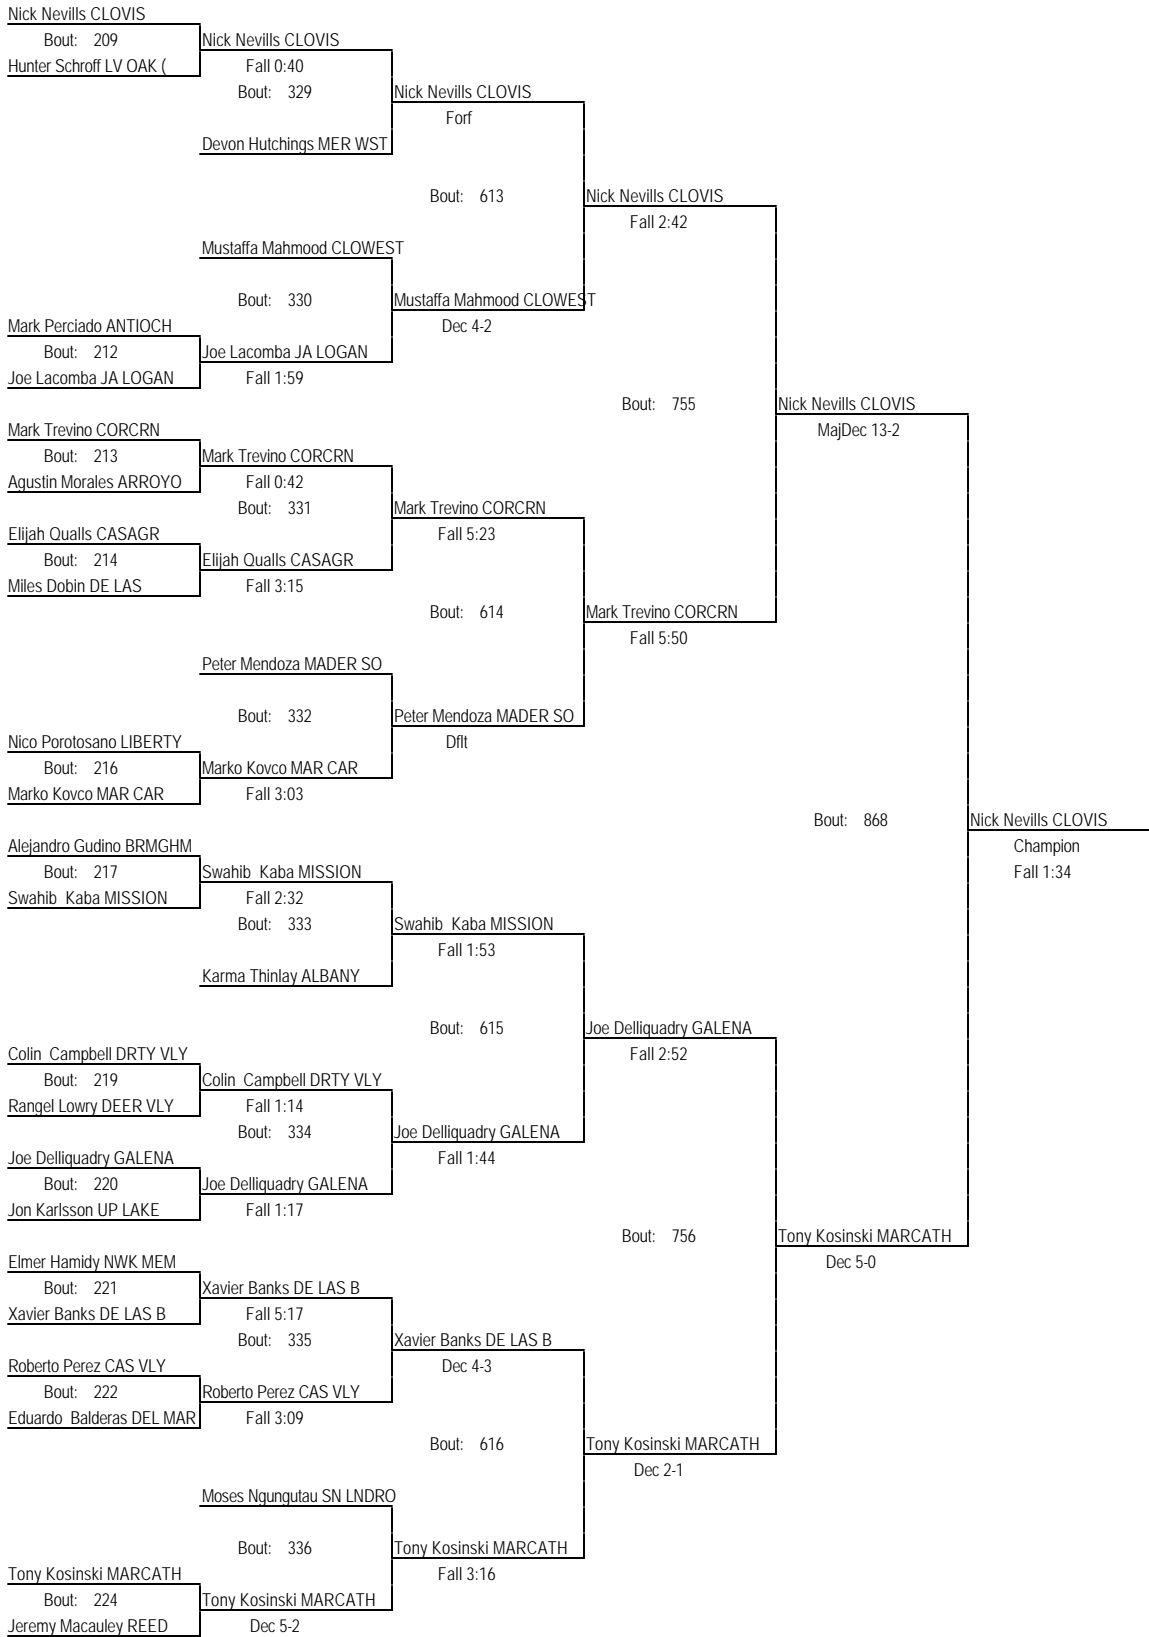 Nick Nevills CLOVIS
Bout: 209
Nick Nevills CLOVIS
Hunter Schroff LV OAK (
Fall 0:40
Bout: 329
Nick Nevills CLOVIS
Forf
Devon Hutchings MER WST
Bout: 613
Nick Nevills CLOVIS
Fall 2:42
Mustaffa Mahmood CLOWEST
Bout: 330
Mustaffa Mahmood CLOWEST
Mark Perciado ANTIOCH
Dec 4-2
Bout: 212
Joe Lacomba JA LOGAN
Joe Lacomba JA LOGAN
Fall 1:59
Bout: 755
Nick Nevills CLOVIS
Mark Trevino CORCRN
MajDec 13-2
Bout: 213
Mark Trevino CORCRN
Agustin Morales ARROYO
Fall 0:42
Bout: 331
Mark Trevino CORCRN
Elijah Qualls CASAGR
Fall 5:23
Bout: 214
Elijah Qualls CASAGR
Miles Dobin DE LAS
Fall 3:15
Bout: 614
Mark Trevino CORCRN
Fall 5:50
Peter Mendoza MADER SO
Bout: 332
Peter Mendoza MADER SO
Nico Porotosano LIBERTY
Dflt
Bout: 216
Marko Kovco MAR CAR
Marko Kovco MAR CAR
Fall 3:03
Bout: 868
Nick Nevills CLOVIS
Alejandro Gudino BRMGHM
Champion
Bout: 217
Swahib Kaba MISSION
Fall 1:34
Swahib Kaba MISSION
Fall 2:32
Bout: 333
Swahib Kaba MISSION
Fall 1:53
Karma Thinlay ALBANY
Bout: 615
Joe Delliquadry GALENA
Colin Campbell DRTY VLY
Fall 2:52
Bout: 219
Colin Campbell DRTY VLY
Rangel Lowry DEER VLY
Fall 1:14
Bout: 334
Joe Delliquadry GALENA
Joe Delliquadry GALENA
Fall 1:44
Bout: 220
Joe Delliquadry GALENA
Jon Karlsson UP LAKE
Fall 1:17
Bout: 756
Tony Kosinski MARCATH
Elmer Hamidy NWK MEM
Dec 5-0
Bout: 221
Xavier Banks DE LAS B
Xavier Banks DE LAS B
Fall 5:17
Bout: 335
Xavier Banks DE LAS B
Roberto Perez CAS VLY
Dec 4-3
Bout: 222
Roberto Perez CAS VLY
Eduardo Balderas DEL MAR
Fall 3:09
Bout: 616
Tony Kosinski MARCATH
Dec 2-1
Moses Ngungutau SN LNDRO
Bout: 336
Tony Kosinski MARCATH
Tony Kosinski MARCATH
Fall 3:16
Bout: 224
Tony Kosinski MARCATH
Jeremy Macauley REED
Dec 5-2